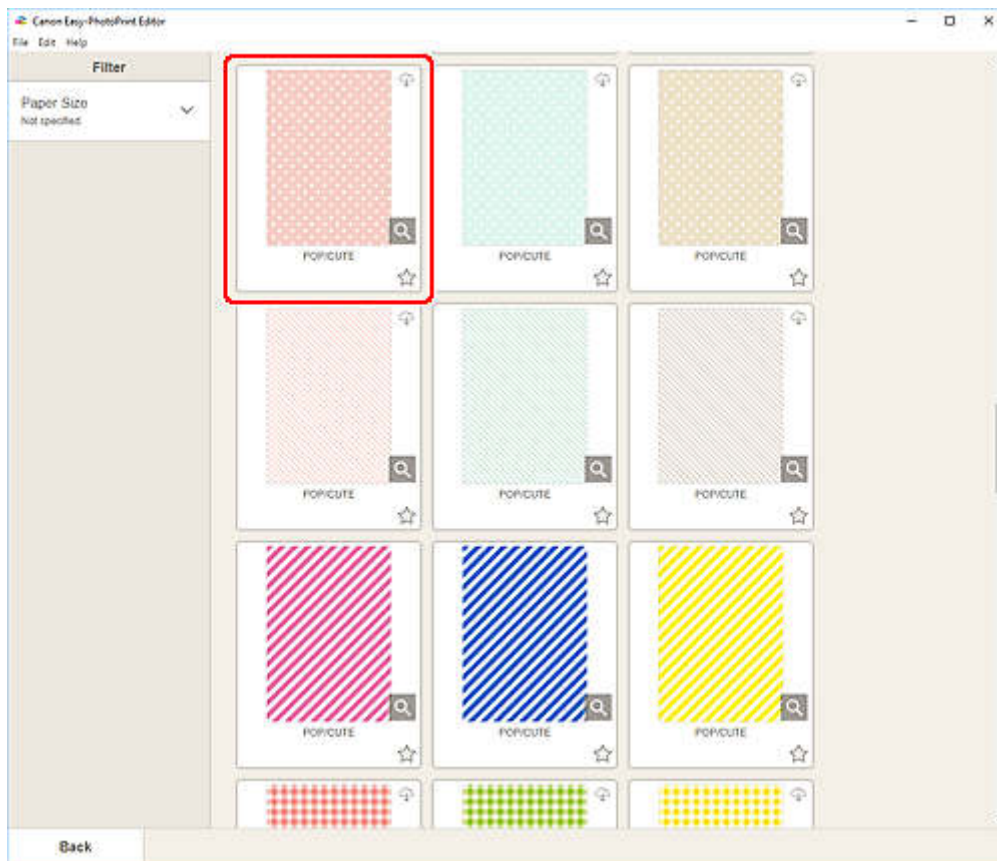 Canon Easy-PhotoPrint Editor
File Edit Help
Filter
Paper Size
Not specified
POP/CUTE
POP/CUTE
POP/CUTE
POP/CUTE
POP/CUTE
POP/CUTE
POP/CUTE
POP/CUTE
POP/CUTE
Back